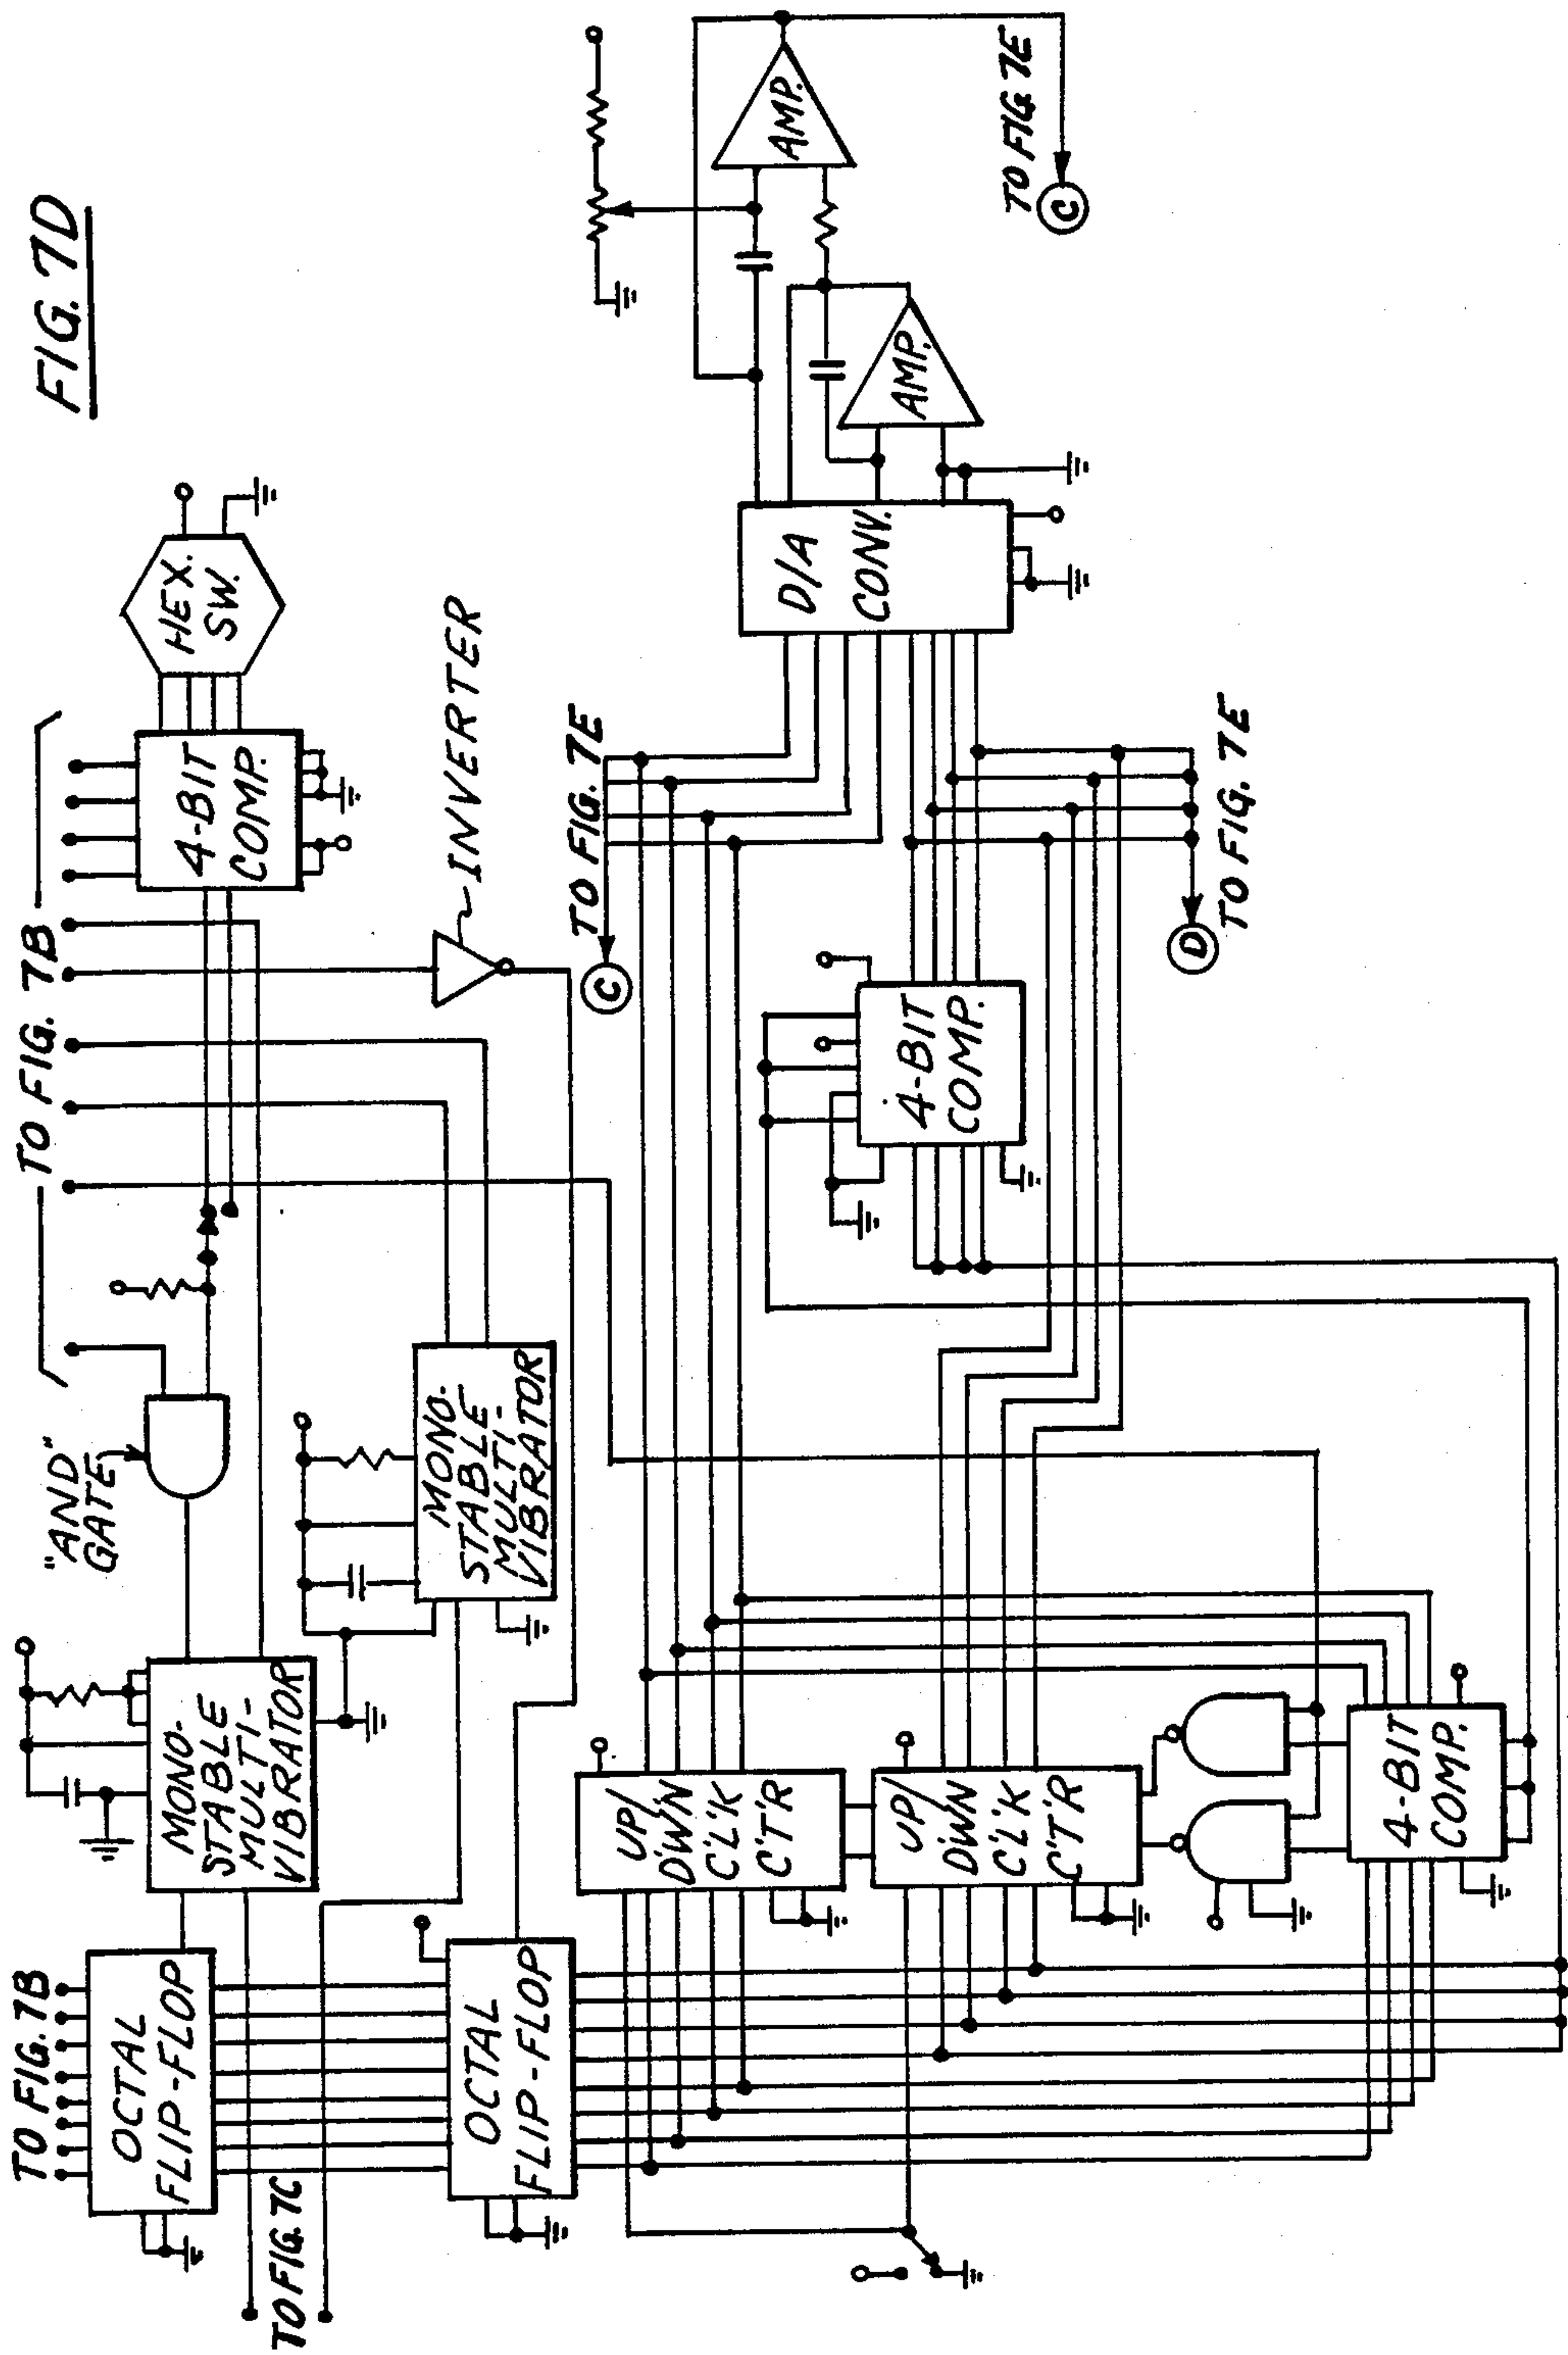 FIG. 7D
TO FIG. 7B
OCTAL
FLIP-FLOP
TO FIG. 7C
MONO-
STABLE
MULTI-
VIBRATOR
"AND"
GATE
TO FIG. 7B
4-BIT
COMP.
HEX.
SW.
INVERTER
MONO-
STABLE
MULTI-
VIBRATOR
OCTAL
FLIP-FLOP
UP/
D'WN
C'L'K
C'T'R
UP/
D'WN
C'L'K
C'T'R
4-BIT
COMP.
4-BIT
COMP.
C
TO FIG. 7E
D
TO FIG. 7E
D/A
CONV.
AMP.
AMP.
TO FIG. 7E
C